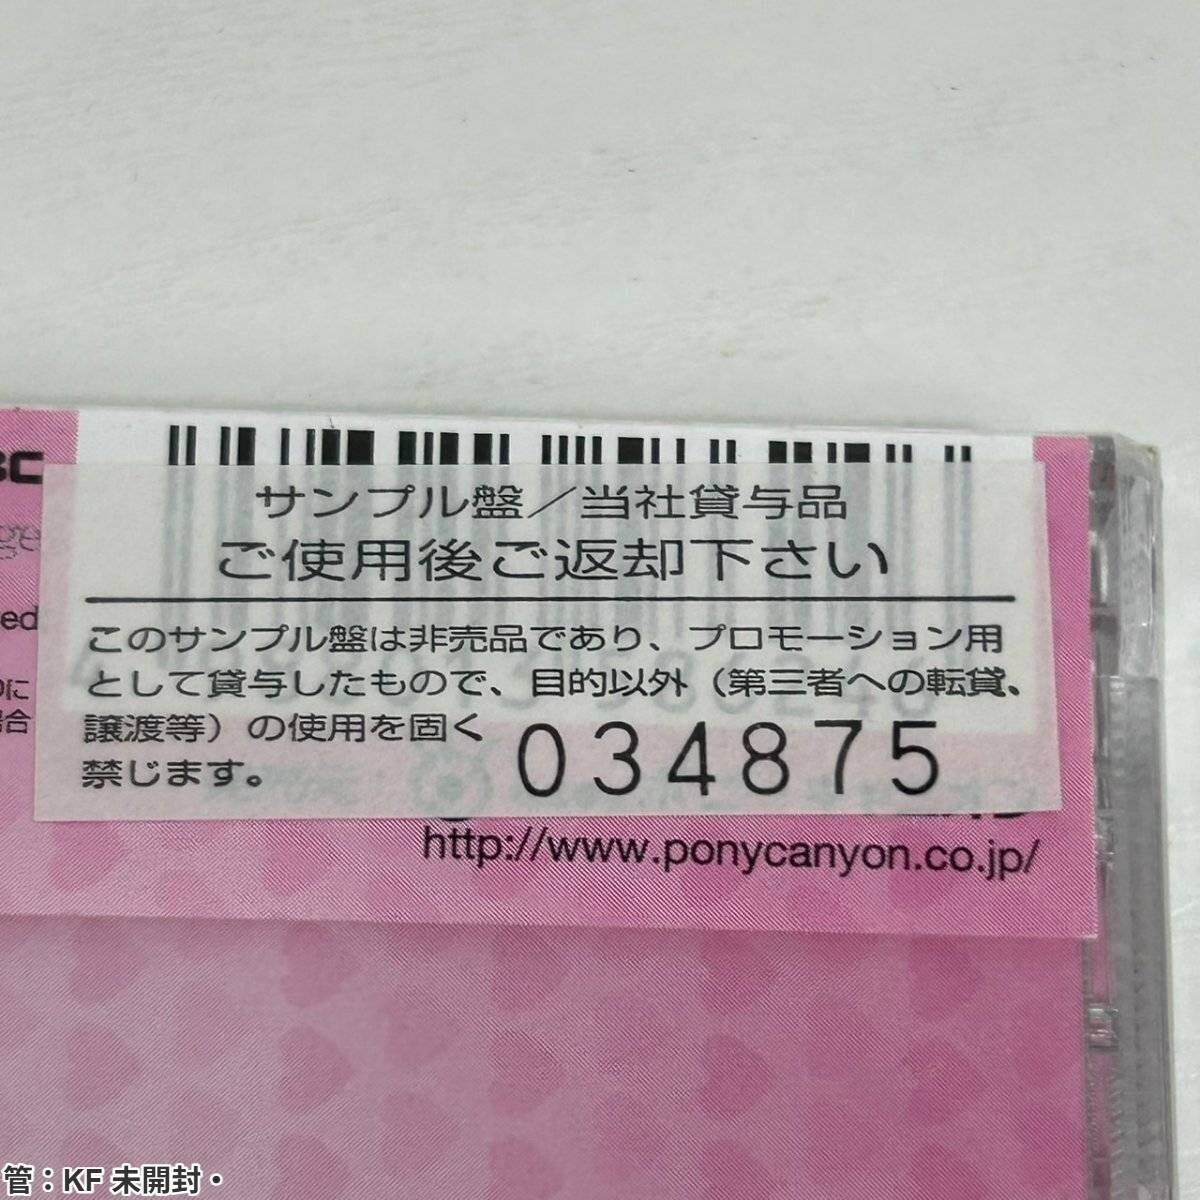 サンプル盤／当社貸与品
ご使用後ご返却下さい
このサンプル盤は非売品であり、プロモーション用
として貸与したもので、目的以外（第三者への転貸、
譲渡等）の使用を固く
禁じます。
034875
http://www.ponycanyon.co.jp/
管：KF 未開封・